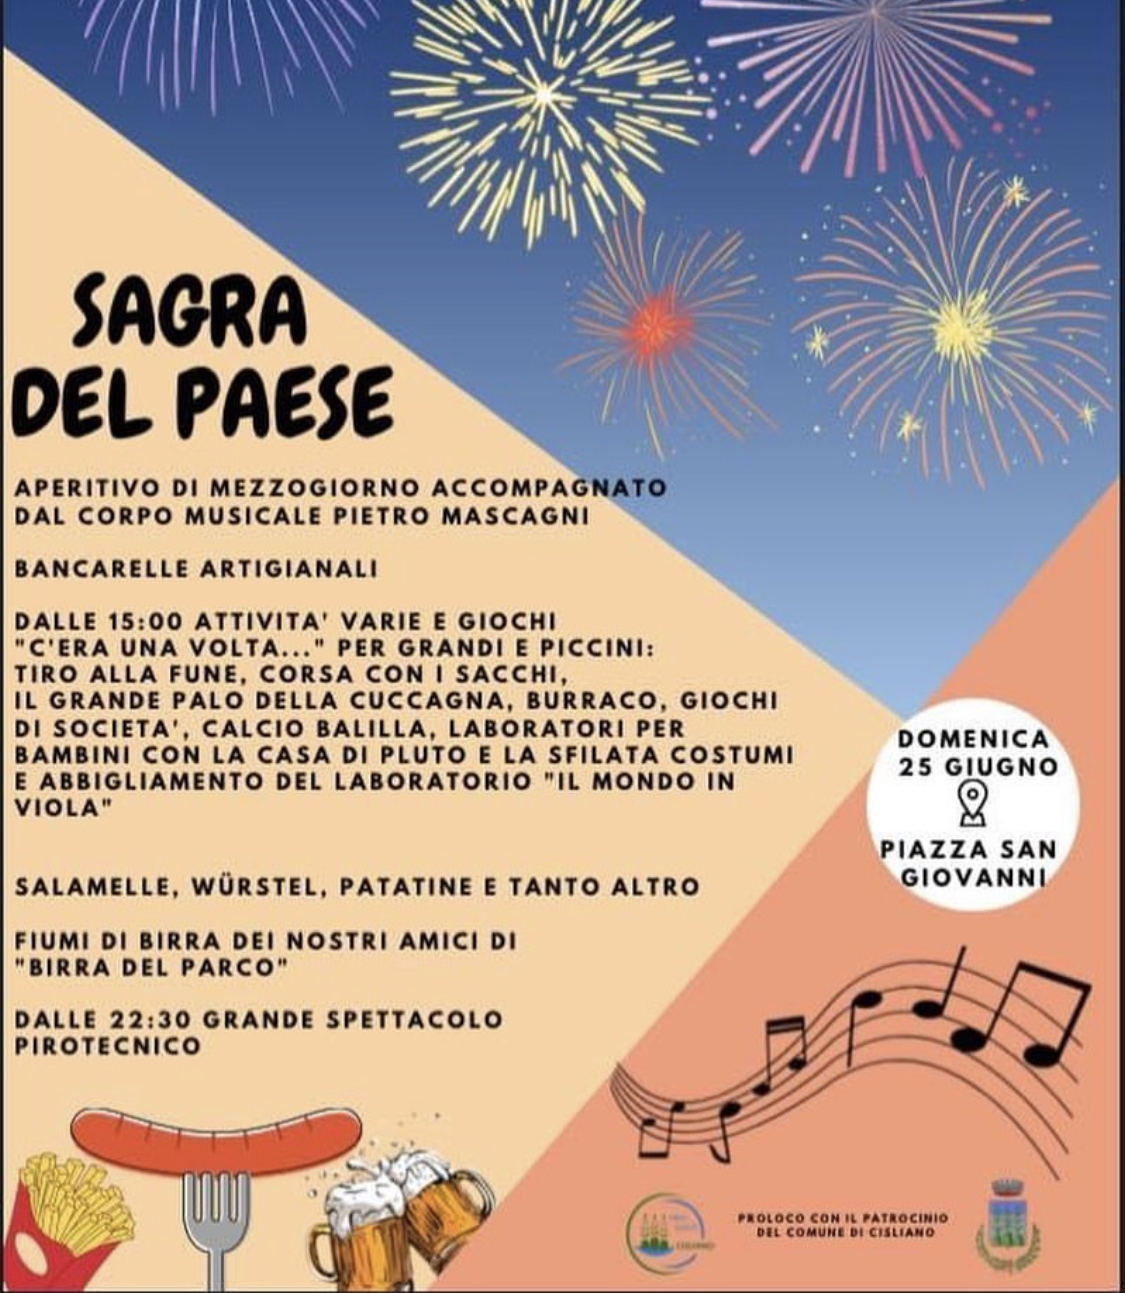 SAGRA
DEL PAESE
APERITIVO DI MEZZOGIORNO ACCOMPAGNATO
DAL CORPO MUSICALE PIETRO MASCAGNI
BANCARELLE ARTIGIANALI
DALLE 15:00 ATTIVITA' VARIE E GIOCHI
"C'ERA UNA VOLTA..." PER GRANDI E PICCINI:
TIRO ALLA FUNE, CORSA CON I SACCHI,
IL GRANDE PALO DELLA CUCCAGNA, BURRACO, GIOCHI
DI SOCIETA', CALCIO BALILLA, LABORATORI PER
BAMBINI CON LA CASA DI PLUTO E LA SFILATA COSTUMI
E ABBIGLIAMENTO DEL LABORATORIO "IL MONDO IN
VIOLA"
SALAMELLE, WÜRSTEL, PATATINE E TANTO ALTRO
FIUMI DI BIRRA DEI NOSTRI AMICI DI
"BIRRA DEL PARCO"
DALLE 22:30 GRANDE SPETTACOLO
PIROTECNICO
DOMENICA
25 GIUGNO
PIAZZA SAN
GIOVANNI
PROLOCO CON IL PATROCINIO
DEL COMUNE DI CISLIANO